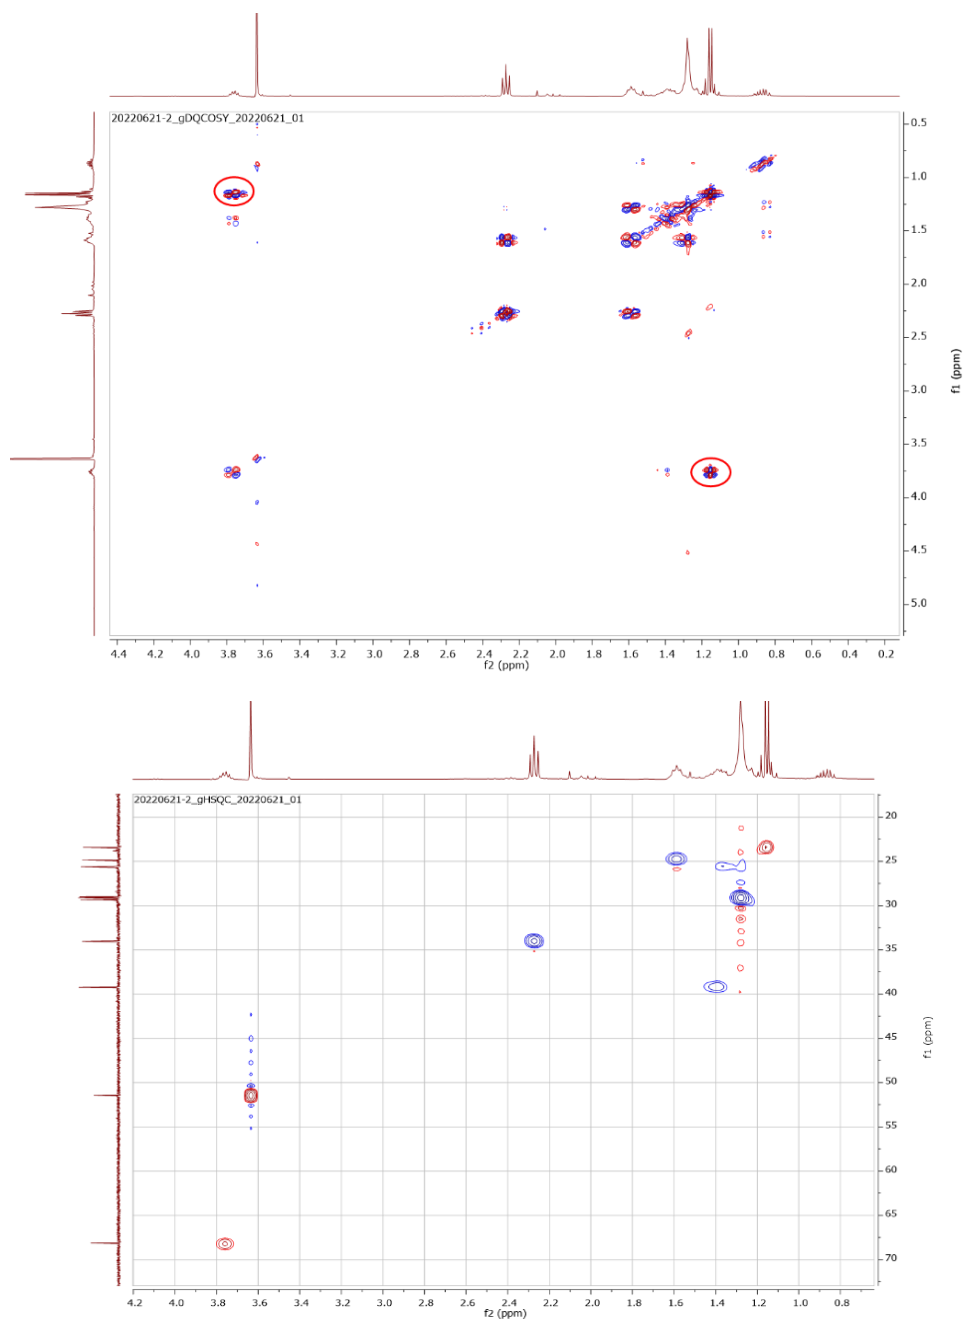 20220621-2_gDQCOSY_20220621_01
0.5
1.0
1.5
2.0
2.5
3.0
3.5
4.0
4.5
5.0
f1 (ppm)
4.4 4.2 4.0 3.8 3.6 3.4 3.2 3.0 2.8 2.6 2.4 2.2 2.0 1.8 1.6 1.4 1.2 1.0 0.8 0.6 0.4 0.2
f2 (ppm)
20220621-2_gHSQC_20220621_01
20
25
30
35
40
45
50
55
60
65
70
f1 (ppm)
4.2 4.0 3.8 3.6 3.4 3.2 3.0 2.8 2.6 2.4 2.2 2.0 1.8 1.6 1.4 1.2 1.0 0.8
f2 (ppm)